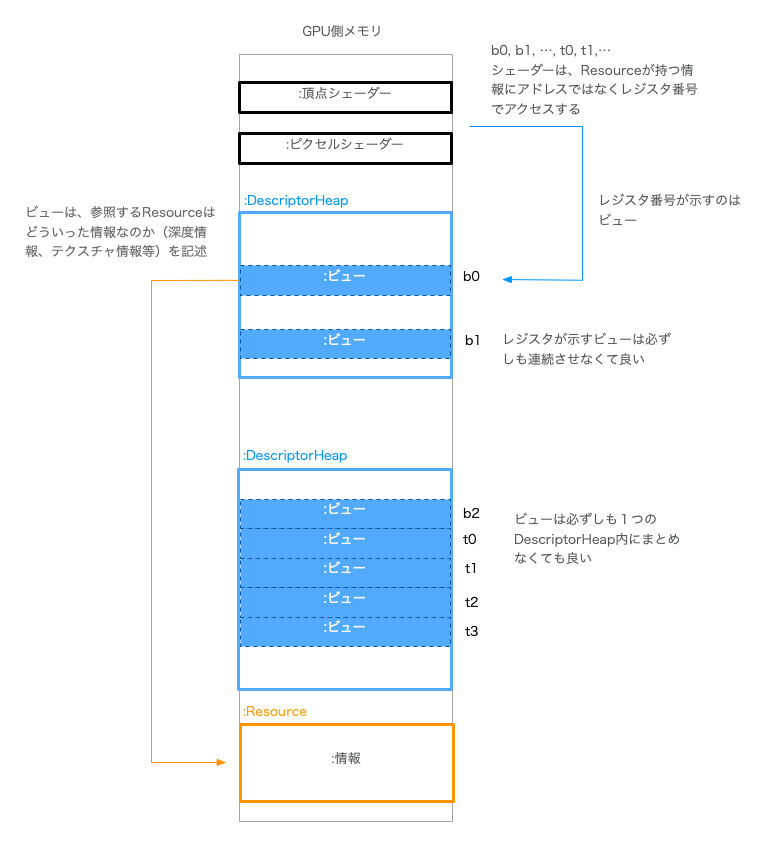 GPU側メモリ
b0, b1, …, t0, t1,…
シェーダーは、Resourceが持つ情
報にアドレスではなくレジスタ番号
でアクセスする
:頂点シェーダー
:ピクセルシェーダー
レジスタ番号が示すのは
ビュー
ビューは、参照するResourceは
どういった情報なのか（深度情
報、テクスチャ情報等）を記述
:DescriptorHeap
:ビュー
b0
:ビュー
b1
レジスタが示すビューは必ず
しも連続させなくて良い
:DescriptorHeap
:ビュー
b2
:ビュー
t0
:ビュー
t1
:ビュー
t2
:ビュー
t3
ビューは必ずしも１つの
DescriptorHeap内にまとめ
なくても良い
:Resource
:情報